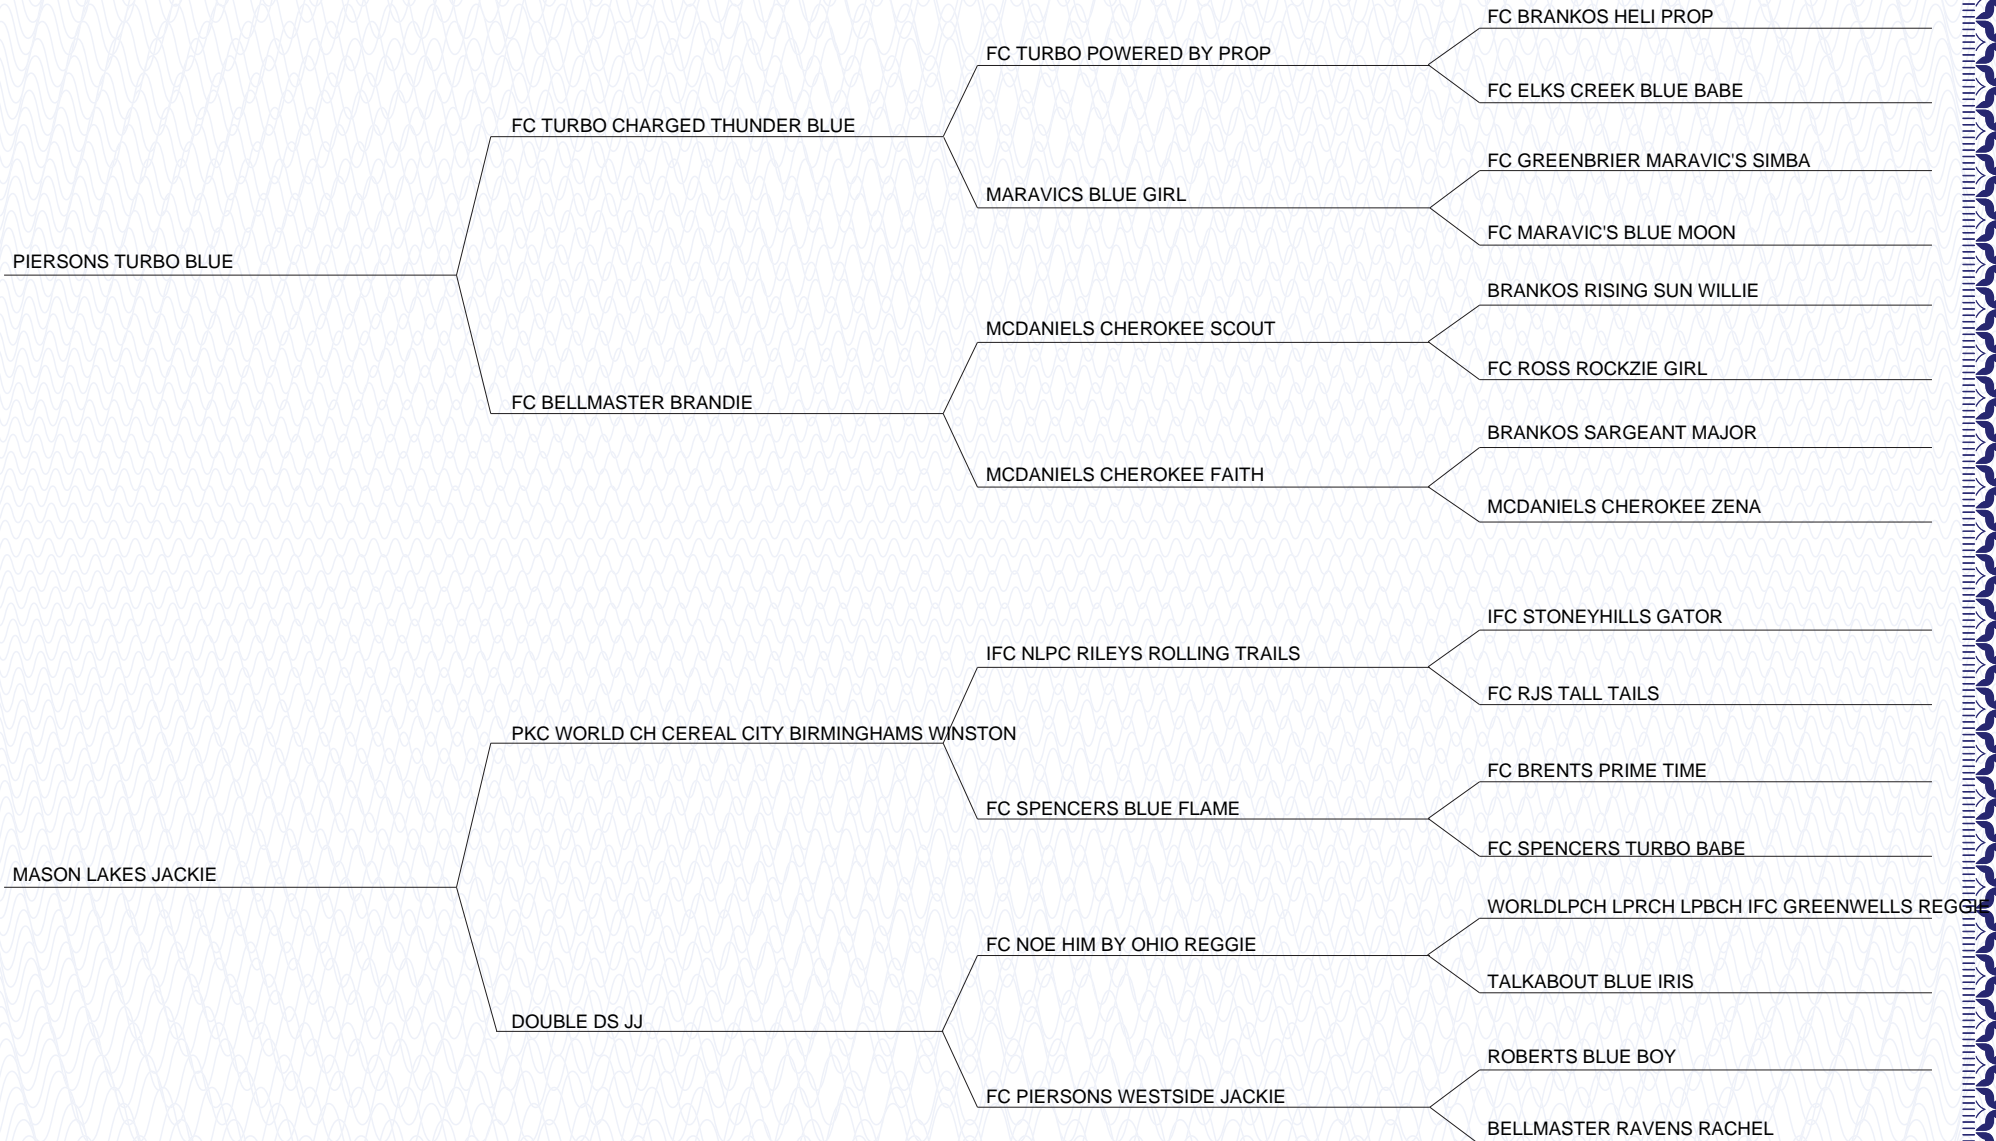 FC BRANKOS HELI PROP
FC TURBO POWERED BY PROP
FC ELKS CREEK BLUE BABE
FC TURBO CHARGED THUNDER BLUE
FC GREENBRIER MARAVIC'S SIMBA
MARAVICS BLUE GIRL
FC MARAVIC'S BLUE MOON
PIERSONS TURBO BLUE
BRANKOS RISING SUN WILLIE
MCDANIELS CHEROKEE SCOUT
FC ROSS ROCKZIE GIRL
FC BELLMASTER BRANDIE
BRANKOS SARGEANT MAJOR
MCDANIELS CHEROKEE FAITH
MCDANIELS CHEROKEE ZENA
IFC STONEYHILLS GATOR
IFC NLPC RILEYS ROLLING TRAILS
FC RJS TALL TAILS
PKC WORLD CH CEREAL CITY BIRMINGHAMS WINSTON
FC BRENTS PRIME TIME
FC SPENCERS BLUE FLAME
FC SPENCERS TURBO BABE
MASON LAKES JACKIE
WORLDLPCH LPRCH LPBCH IFC GREENWELLS REGGIE
FC NOE HIM BY OHIO REGGIE
TALKABOUT BLUE IRIS
DOUBLE DS JJ
ROBERTS BLUE BOY
FC PIERSONS WESTSIDE JACKIE
BELLMASTER RAVENS RACHEL